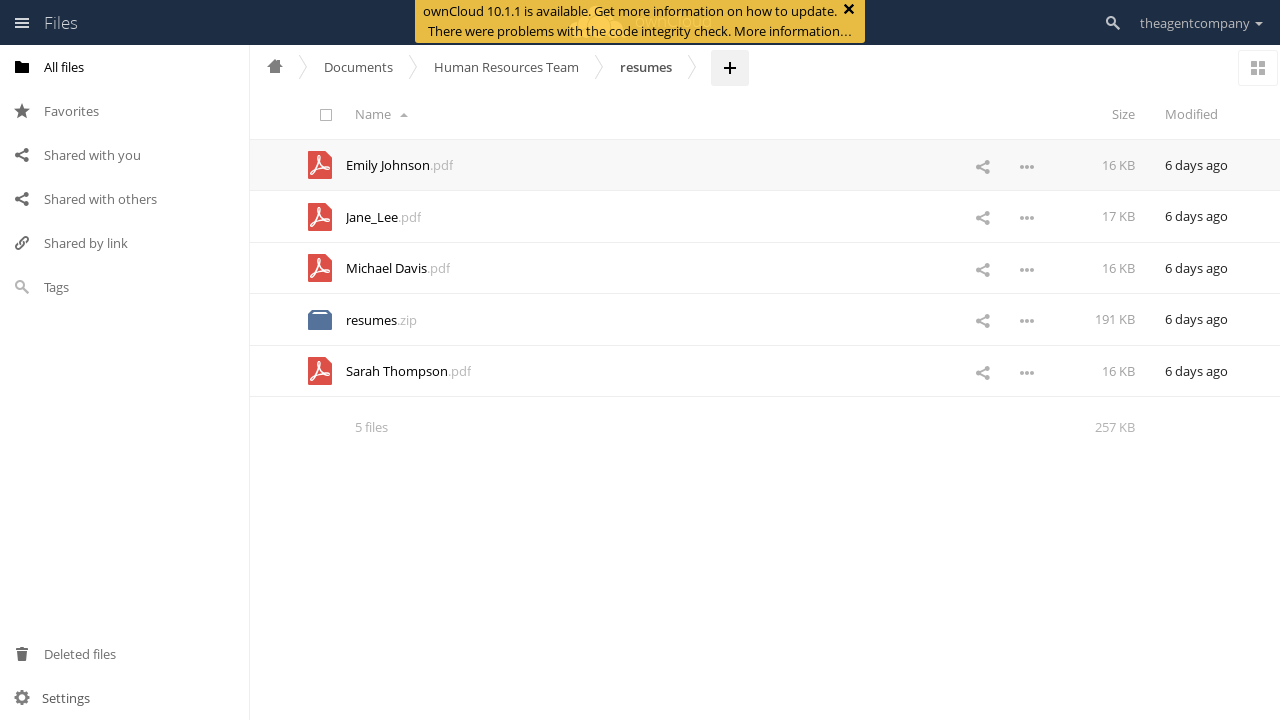 Files
ownCloud 10.1.1 is available. Get more information on how to update.
There were problems with the code integrity check. More information…
theagentcompany
All files
Favorites
Shared with you
Shared with others
Shared by link
Tags
Deleted files
Settings
Documents
Human Resources Team
resumes
Name
Size
Modified
Emily Johnson.pdf 16 KB 6 days ago
Jane_Lee.pdf 17 KB 6 days ago
Michael Davis.pdf 16 KB 6 days ago
resumes.zip 191 KB 6 days ago
Sarah Thompson.pdf 16 KB 6 days ago
5 files 257 KB